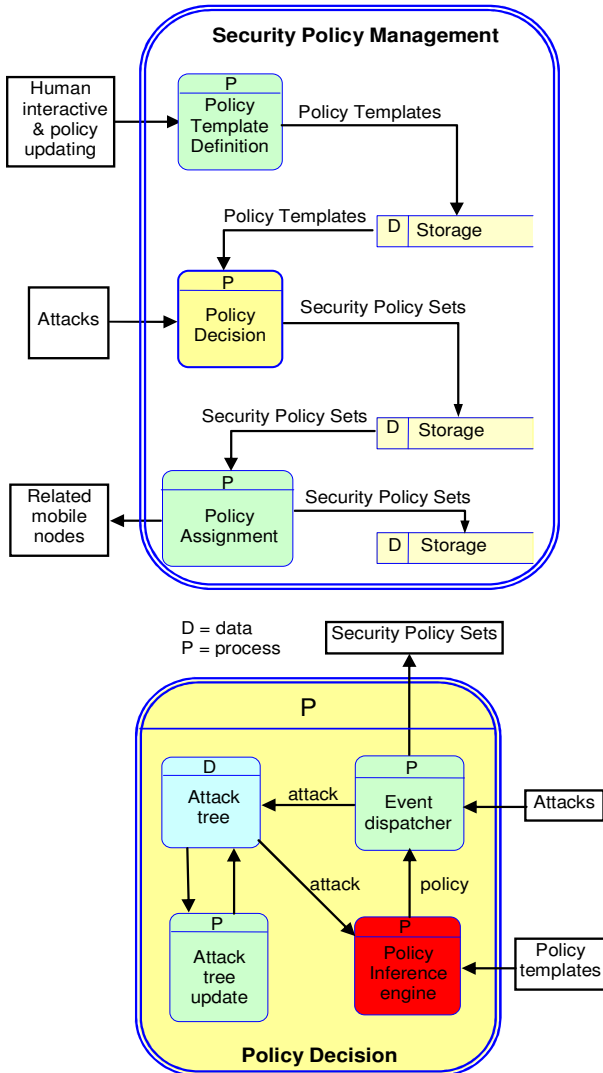 Security Policy Management
Human
interactive
& policy
updating
P
Policy
Template
Definition
Policy Templates
Policy Templates
D Storage
Attacks
P
Policy
Decision
Security Policy Sets
Security Policy Sets
D Storage
Related
mobile
nodes
P
Policy
Assignment
Security Policy Sets
D Storage
D = data
P = process
Security Policy Sets
P
D
Attack
tree
attack
P
Event
dispatcher
Attacks
attack
policy
P
Attack
tree
update
P
Policy
Inference
engine
Policy
templates
Policy Decision